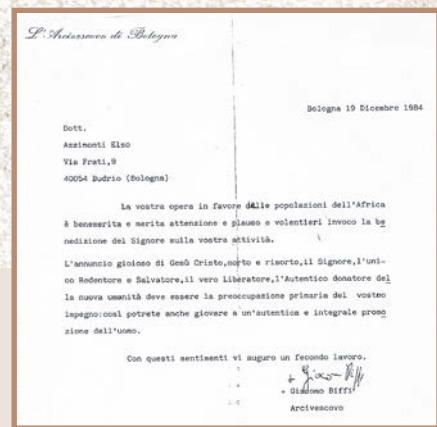 L'Arcivescovo di Bologna
Bologna 19 Dicembre 1984
Dott.
Azzimonti Elso
Via Frati,9
40054 Budrio (Bologna)
La vostra opera in favore delle popolazioni dell'Africa
è benemerita e merita attenzione e plauso e volentieri invoco la be
nedizione del Signore sulla vostra attività.
L'annuncio gioioso di Gesù Cristo,morto e risorto,il Signore,l'uni-
co Redentore e Salvatore,il vero Liberatore,l'Autentico donatore del
la nuova umanità deve essere la preoccupazione primaria del vostro
impegno:così potrete anche giovare a un'autentica e integrale promo
zione dell'uomo.
Con questi sentimenti vi auguro un fecondo lavoro.
+ Giacomo Biffi
+ Giacomo Biffi
Arcivescovo